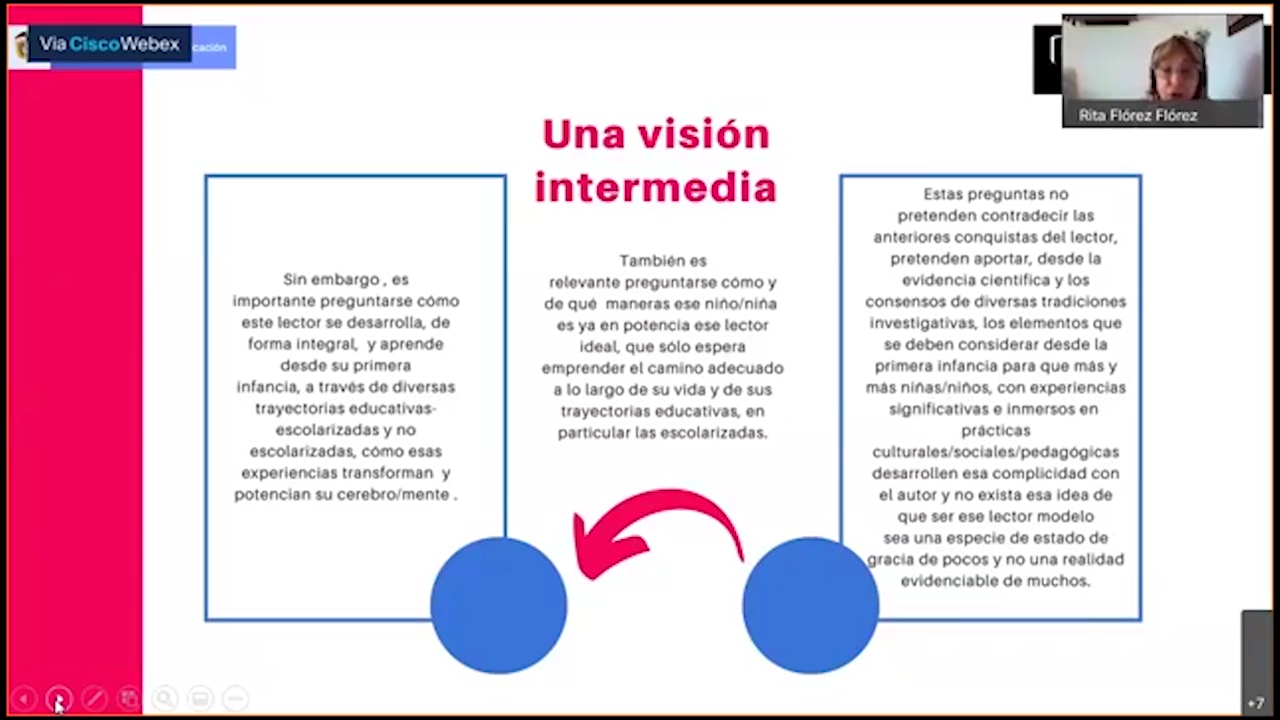 Vía CiscoWebex
cación
Rita Flórez Flórez
Una visión
intermedia
Sin embargo , es
importante preguntarse cómo
este lector se desarrolla, de
forma integral, y aprende
desde su primera
infancia, a través de diversas
trayectorias educativas-
escolarizadas y no
escolarizadas, cómo esas
experiencias transforman y
potencian su cerebro/mente .
También es
relevante preguntarse cómo y
de qué maneras ese niño/niña
es ya en potencia ese lector
ideal, que sólo espera
emprender el camino adecuado
a lo largo de su vida y de sus
trayectorias educativas, en
particular las escolarizadas.
Estas preguntas no
pretenden contradecir las
anteriores conquistas del lector,
pretenden aportar, desde la
evidencia científica y los
consensos de diversas tradiciones
investigativas, los elementos que
se deben considerar desde la
primera infancia para que más y
más niñas/niños, con experiencias
significativas e inmersos en
prácticas
culturales/sociales/pedagógicas
desarrollen esa complicidad con
el autor y no exista esa idea de
que ser ese lector modelo
sea una especie de estado de
gracia de pocos y no una realidad
evidenciable de muchos.
+7